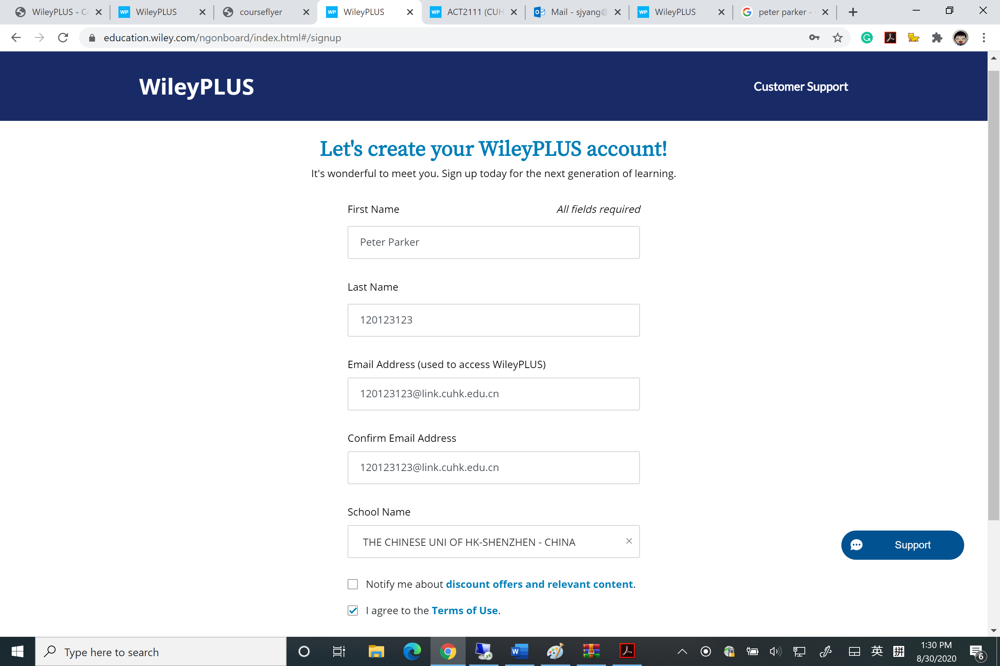 WileyPLUS - Co
WP WileyPLUS
courseflyer
WP WileyPLUS
WP ACT2111 (CUH
Mail - sjyang@
WP WileyPLUS
peter parker -
education.wiley.com/ngonboard/index.html#/signup
WileyPLUS
Customer Support
Let's create your WileyPLUS account!
It's wonderful to meet you. Sign up today for the next generation of learning.
First Name
All fields required
Peter Parker
Last Name
120123123
Email Address (used to access WileyPLUS)
120123123@link.cuhk.edu.cn
Confirm Email Address
120123123@link.cuhk.edu.cn
School Name
THE CHINESE UNI OF HK-SHENZHEN - CHINA
Support
Notify me about discount offers and relevant content.
I agree to the Terms of Use.
Type here to search
英
拼
1:30 PM
8/30/2020
6